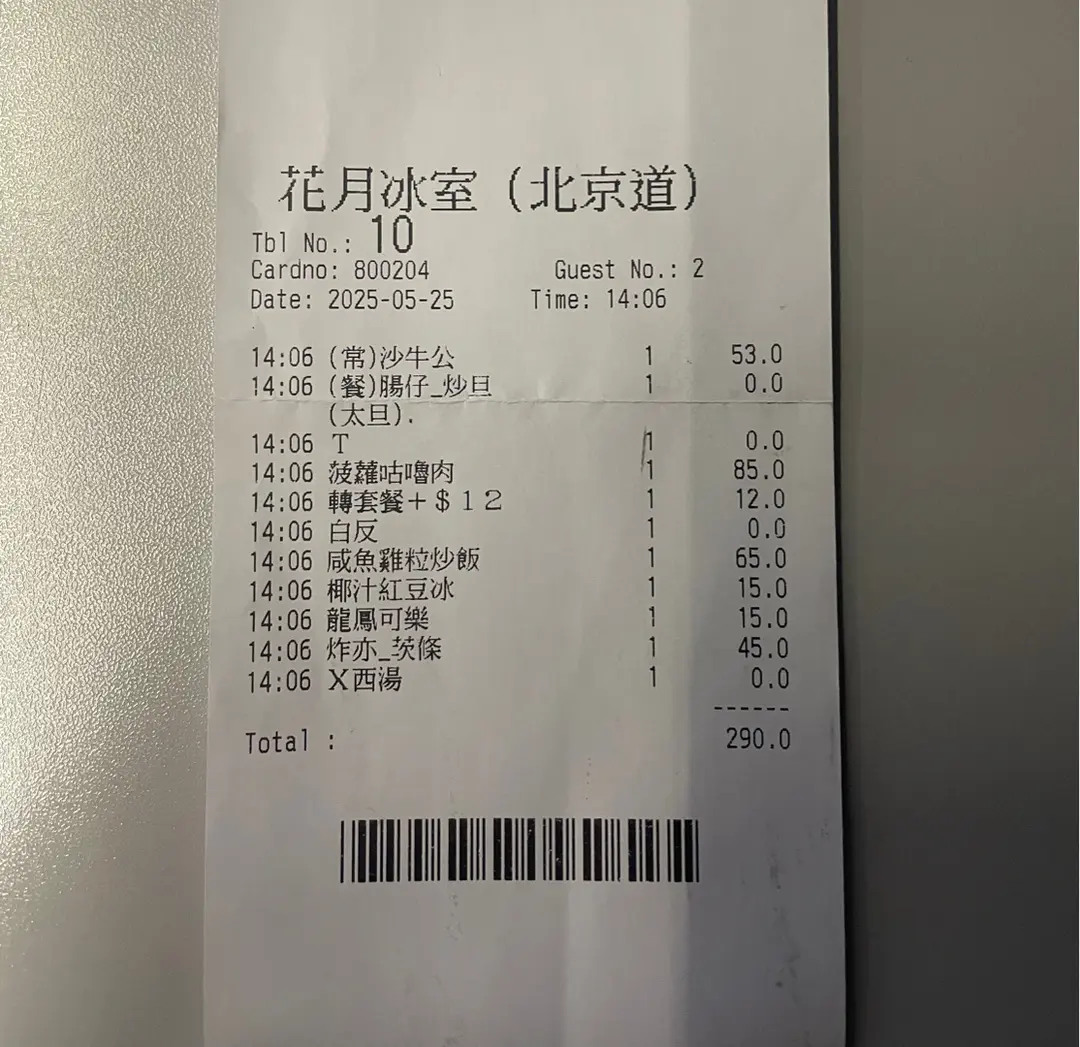 花月冰室（北京道）
Tbl No.: 10
Cardno: 800204 Guest No.: 2
Date: 2025-05-25 Time: 14:06
14:06 (常)沙牛公 1 53.0
14:06 (餐)腸仔_炒旦 1 0.0
(太旦).
14:06 T 1 0.0
14:06 菠蘿咕嚕肉 1 85.0
14:06 轉套餐＋＄１２ 1 12.0
14:06 白反 1 0.0
14:06 咸魚雞粒炒飯 1 65.0
14:06 椰汁紅豆冰 1 15.0
14:06 龍鳳可樂 1 15.0
14:06 炸亦_茨條 1 45.0
14:06 X西湯 1 0.0
------
Total : 290.0